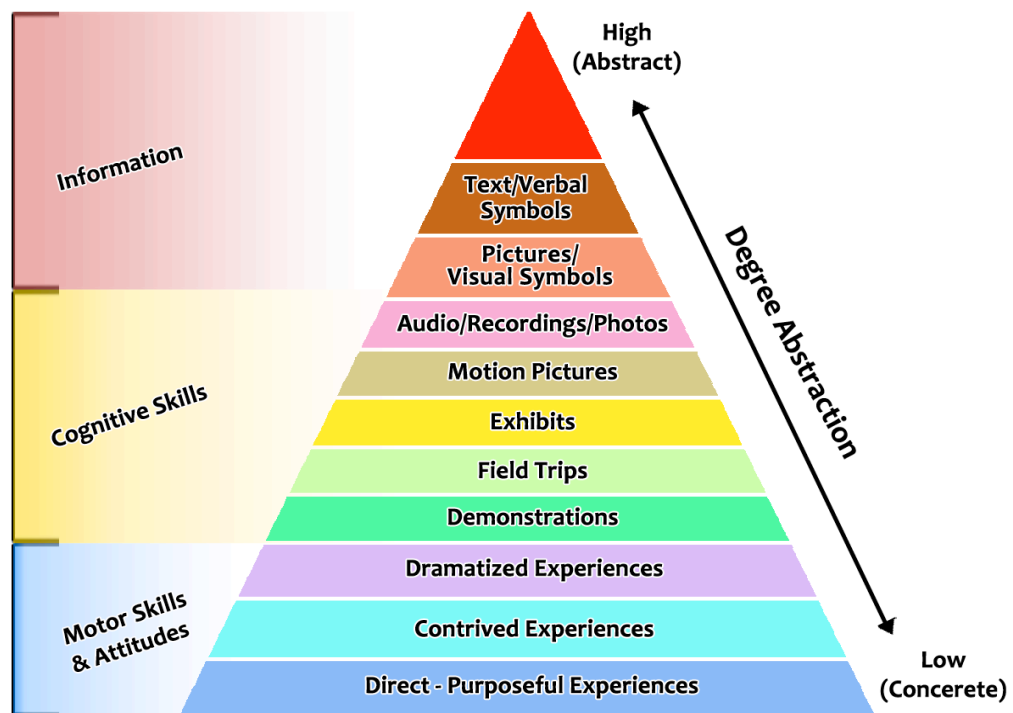 High
(Abstract)
Information
Text/Verbal
Symbols
Pictures/
Visual Symbols
Degree Abstraction
Audio/Recordings/Photos
Motion Pictures
Cognitive Skills
Exhibits
Field Trips
Demonstrations
Dramatized Experiences
Motor Skills
& Attitudes
Contrived Experiences
Low
(Concerete)
Direct - Purposeful Experiences